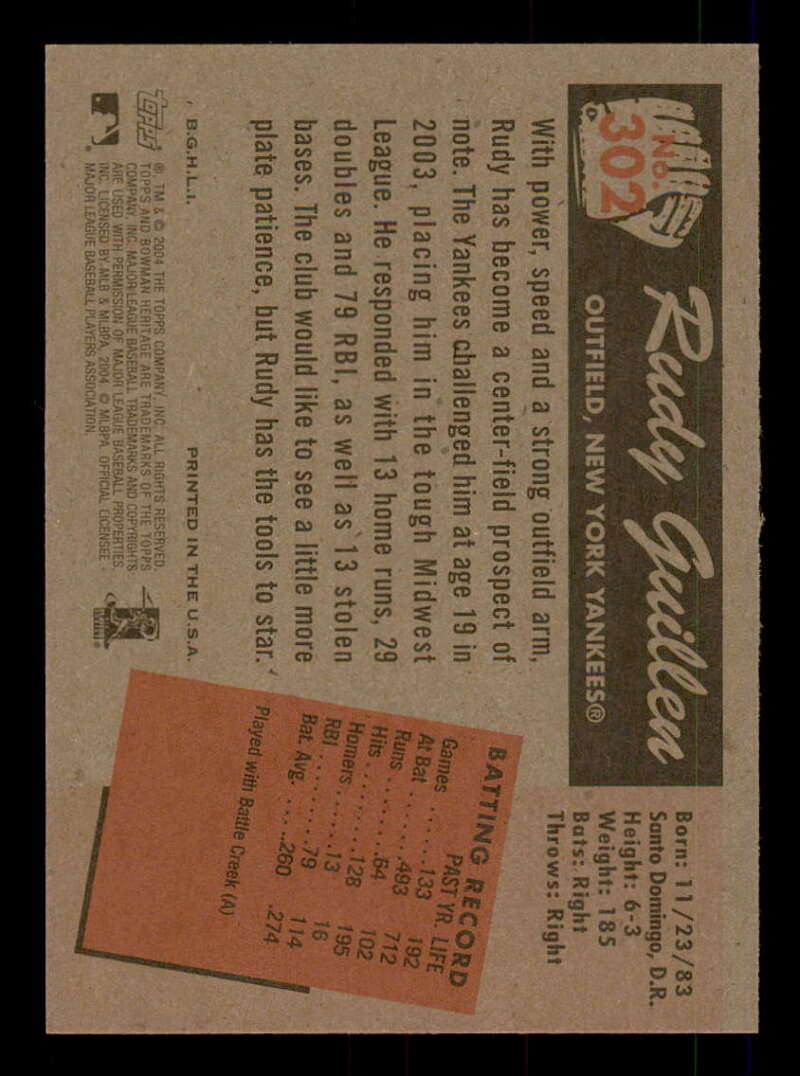 No.
302
Rudy Guillen
OUTFIELD, NEW YORK YANKEES®
Born: 11/23/83
Santo Domingo, D.R.
Height: 6-3
Weight: 185
Bats: Right
Throws: Right
With power, speed and a strong outfield arm,
Rudy has become a center-field prospect of
note. The Yankees challenged him at age 19 in
2003, placing him in the tough Midwest
League. He responded with 13 home runs, 29
doubles and 79 RBI, as well as 13 stolen
bases. The club would like to see a little more
plate patience, but Rudy has the tools to star.
BATTING RECORD
PAST YR. LIFE
Games ......133 192
At Bat .......493 712
Runs ........64 102
Hits ........128 195
Homers......13 16
RBI .........79 114
Bat. Avg. ....260 .274
Played with Battle Creek (A)
B.G.H.L.I. PRINTED IN THE U.S.A.
TOPPS
® TM & © 2004 THE TOPPS COMPANY, INC. ALL RIGHTS RESERVED.
TOPPS AND BOWMAN HERITAGE ARE TRADEMARKS OF THE TOPPS
COMPANY, INC. MAJOR LEAGUE BASEBALL TRADEMARKS AND COPYRIGHTS
ARE USED WITH PERMISSION OF MAJOR LEAGUE BASEBALL PROPERTIES,
INC. LICENSED BY MLB & MLBPA. 2004 © MLBPA. OFFICIAL LICENSEE -
MAJOR LEAGUE BASEBALL PLAYERS ASSOCIATION.